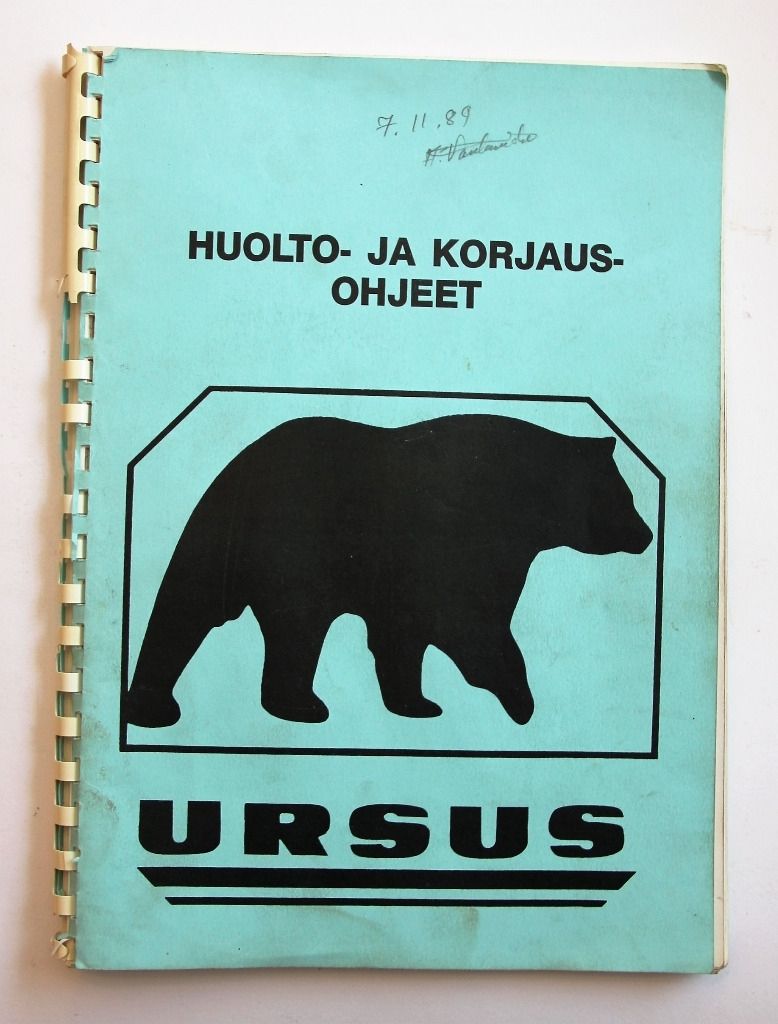 7.11.89
HUOLTO- JA KORJAUS-
OHJEET
URSUS